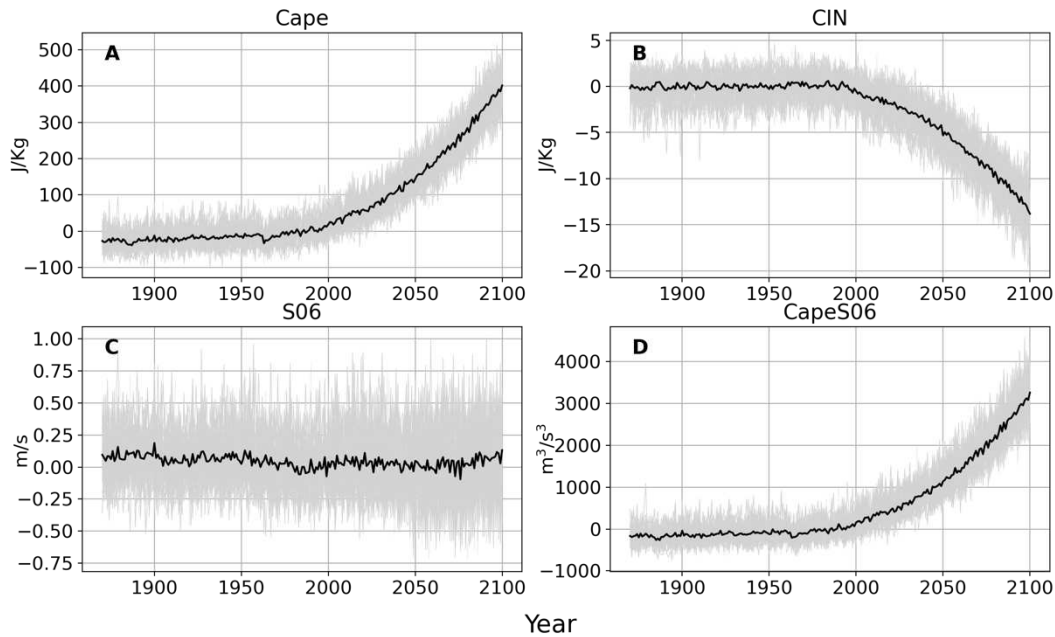 Cape
A
500
400
300
200
100
0
−100
J/Kg
1900 1950 2000 2050 2100
CIN
B
5
0
−5
−10
−15
−20
J/Kg
1900 1950 2000 2050 2100
S06
C
1.00
0.75
0.50
0.25
0.00
−0.25
−0.50
−0.75
m/s
1900 1950 2000 2050 2100
CapeS06
D
4000
3000
2000
1000
0
−1000
m³/s³
1900 1950 2000 2050 2100
Year